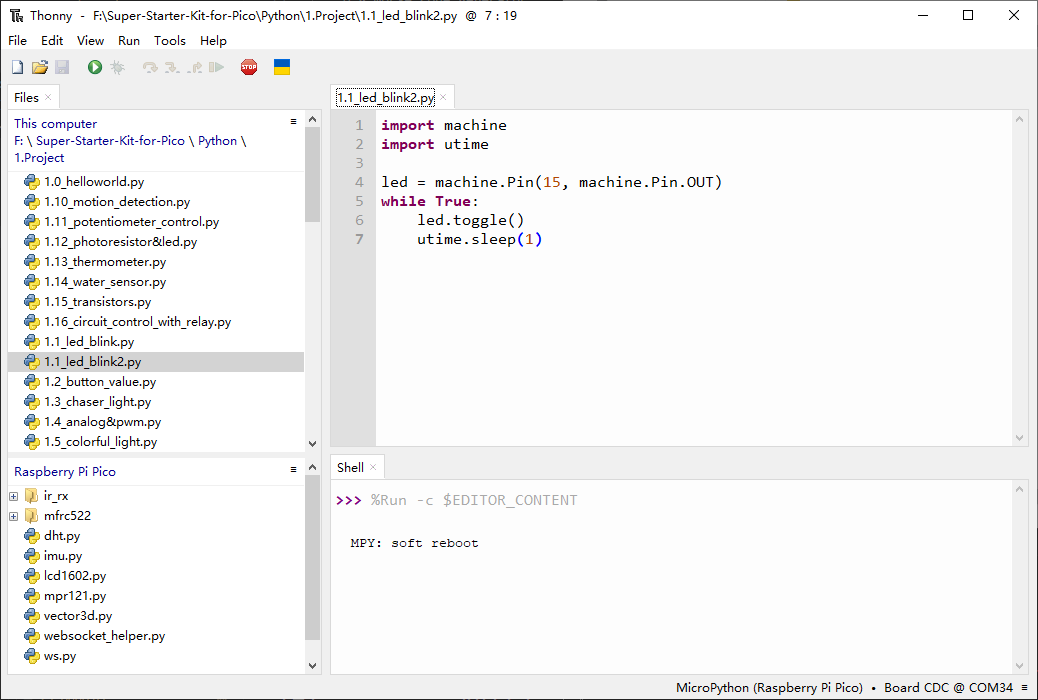 Thonny - F:\Super-Starter-Kit-for-Pico\Python\1.Project\1.1_led_blink2.py @ 7 : 19
File Edit View Run Tools Help
STOP
Files
This computer
F: \ Super-Starter-Kit-for-Pico \ Python \
1.Project
1.0_helloworld.py
1.10_motion_detection.py
1.11_potentiometer_control.py
1.12_photoresistor&led.py
1.13_thermometer.py
1.14_water_sensor.py
1.15_transistors.py
1.16_circuit_control_with_relay.py
1.1_led_blink.py
1.1_led_blink2.py
1.2_button_value.py
1.3_chaser_light.py
1.4_analog&pwm.py
1.5_colorful_light.py
Raspberry Pi Pico
ir_rx
mfrc522
dht.py
imu.py
lcd1602.py
mpr121.py
vector3d.py
websocket_helper.py
ws.py
1.1_led_blink2.py
1 import machine
2 import utime
3
4 led = machine.Pin(15, machine.Pin.OUT)
5 while True:
6     led.toggle()
7     utime.sleep(1)
Shell
>>> %Run -c $EDITOR_CONTENT
MPY: soft reboot
MicroPython (Raspberry Pi Pico) • Board CDC @ COM34 ≡